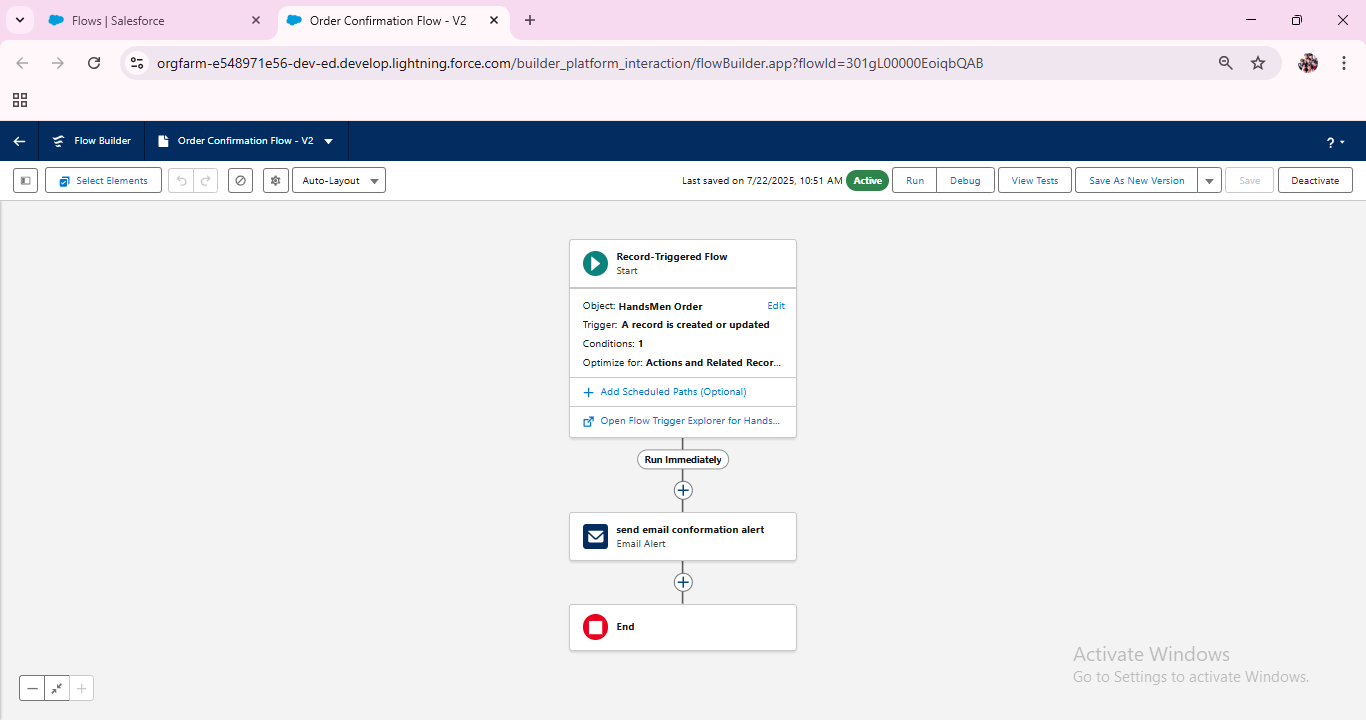 Flows | Salesforce
Order Confirmation Flow - V2
orgfarm-e548971e56-dev-ed.develop.lightning.force.com/builder_platform_interaction/flowBuilder.app?flowId=301gL00000EoiqbQAB
Flow Builder
Order Confirmation Flow - V2
?
Select Elements
Auto-Layout
Last saved on 7/22/2025, 10:51 AM
Active
Run
Debug
View Tests
Save As New Version
Save
Deactivate
Record-Triggered Flow
Start
Object: HandsMen Order
Edit
Trigger: A record is created or updated
Conditions: 1
Optimize for: Actions and Related Recor...
Add Scheduled Paths (Optional)
Open Flow Trigger Explorer for Hands...
Run Immediately
send email conformation alert
Email Alert
End
Activate Windows
Go to Settings to activate Windows.